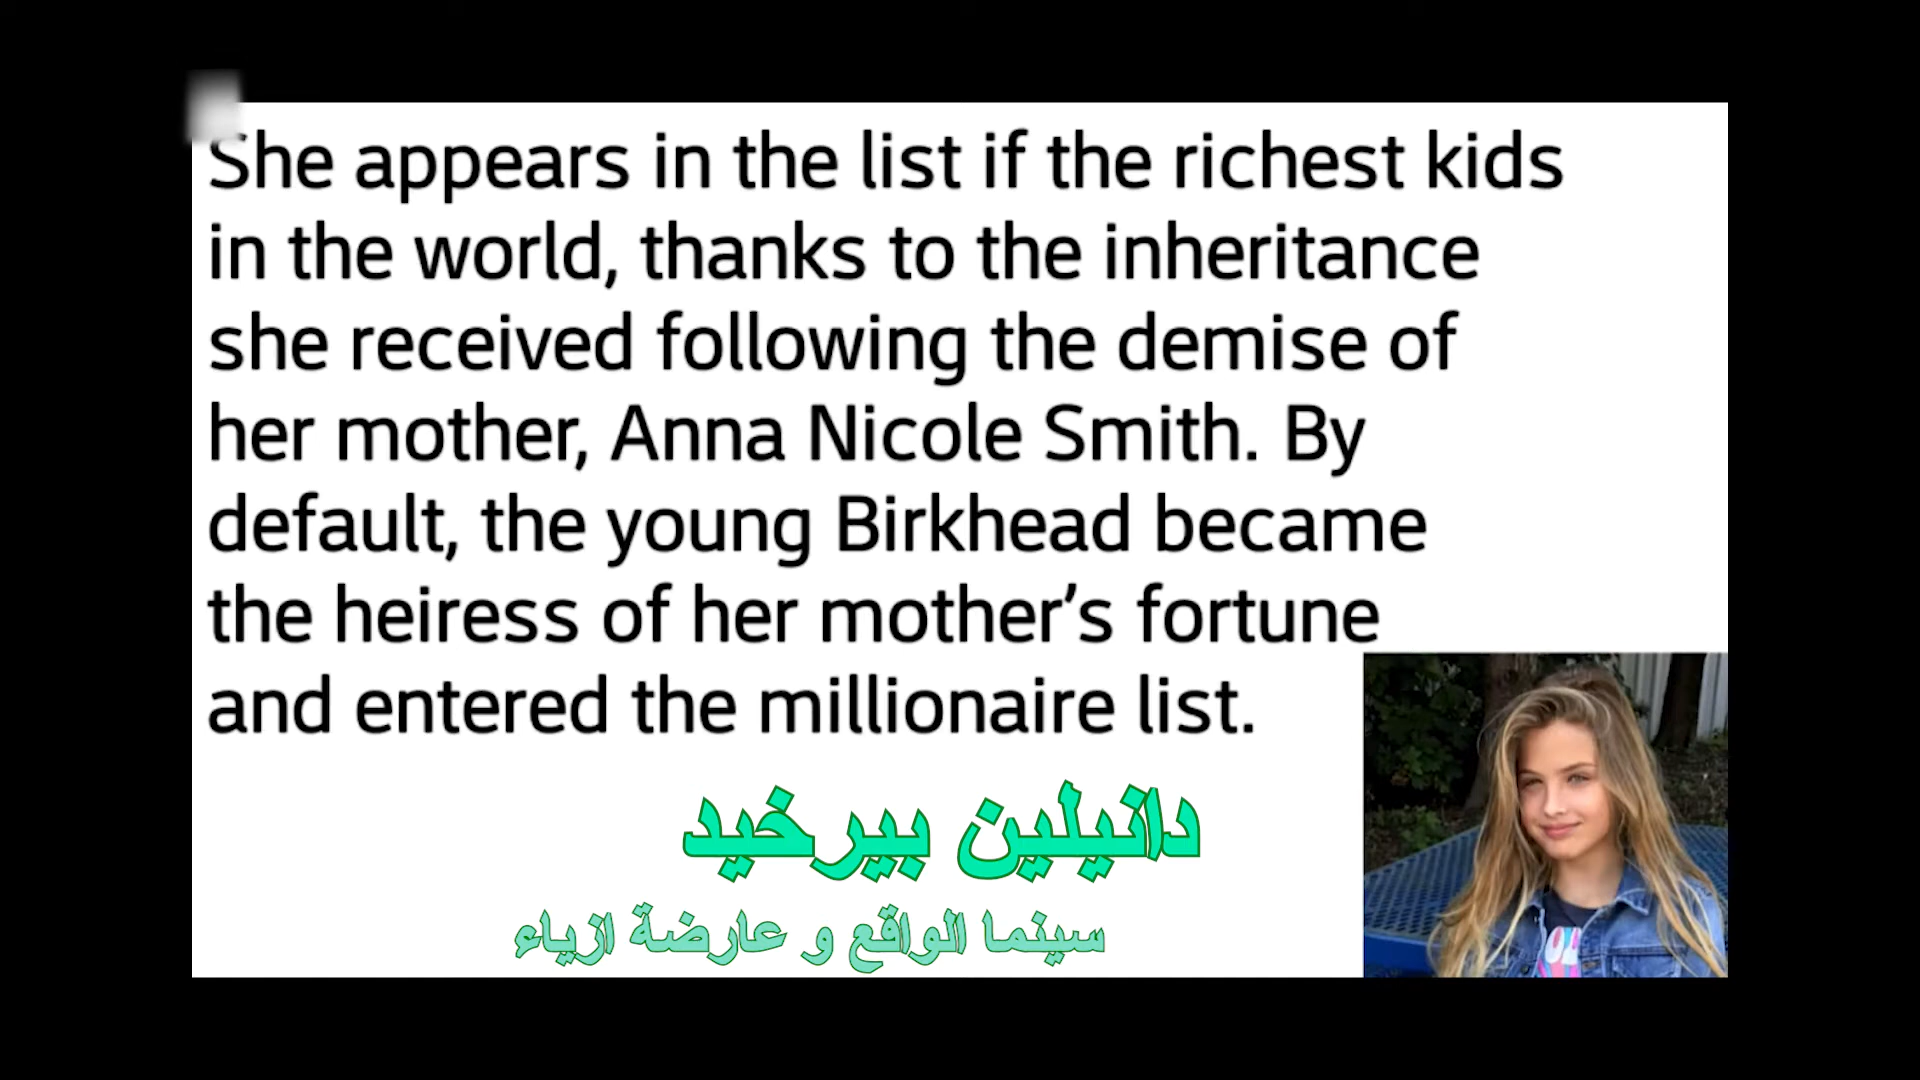 She appears in the list if the richest kids
in the world, thanks to the inheritance
she received following the demise of
her mother, Anna Nicole Smith. By
default, the young Birkhead became
the heiress of her mother’s fortune
and entered the millionaire list.
دانيلين بيرخيد
سينما الواقع و عارضة ازياء